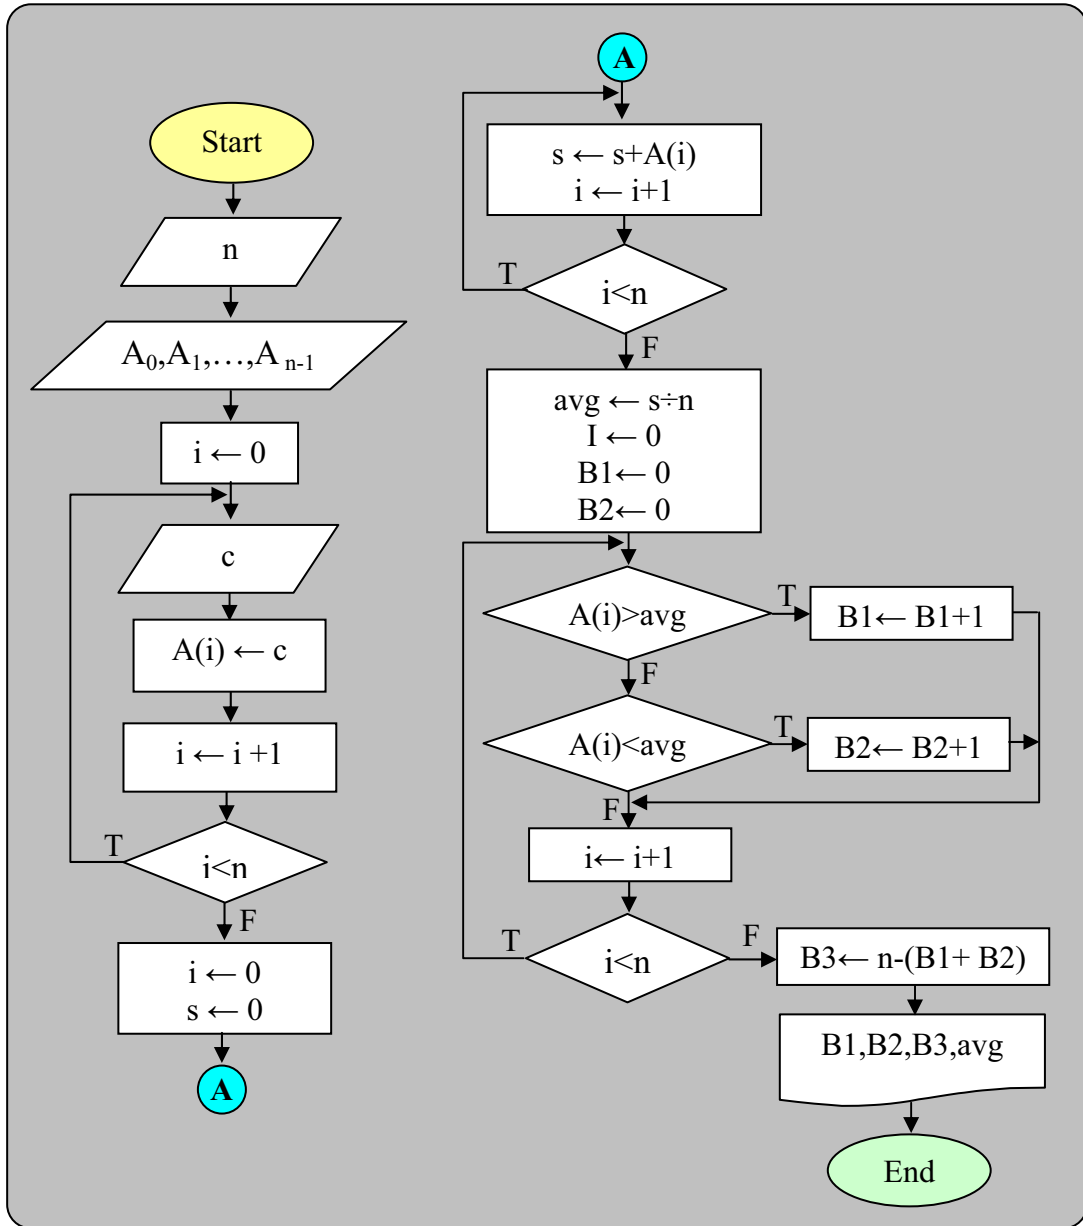 Start
n
A0,A1,…,A n-1
i ← 0
c
A(i) ← c
i ← i +1
T
i<n
F
i ← 0
s ← 0
A
A
s ← s+A(i)
i ← i+1
T
i<n
F
avg ← s÷n
I ← 0
B1← 0
B2← 0
A(i)>avg
T
B1← B1+1
F
A(i)<avg
T
B2← B2+1
F
i← i+1
T
i<n
F
B3← n-(B1+ B2)
B1,B2,B3,avg
End